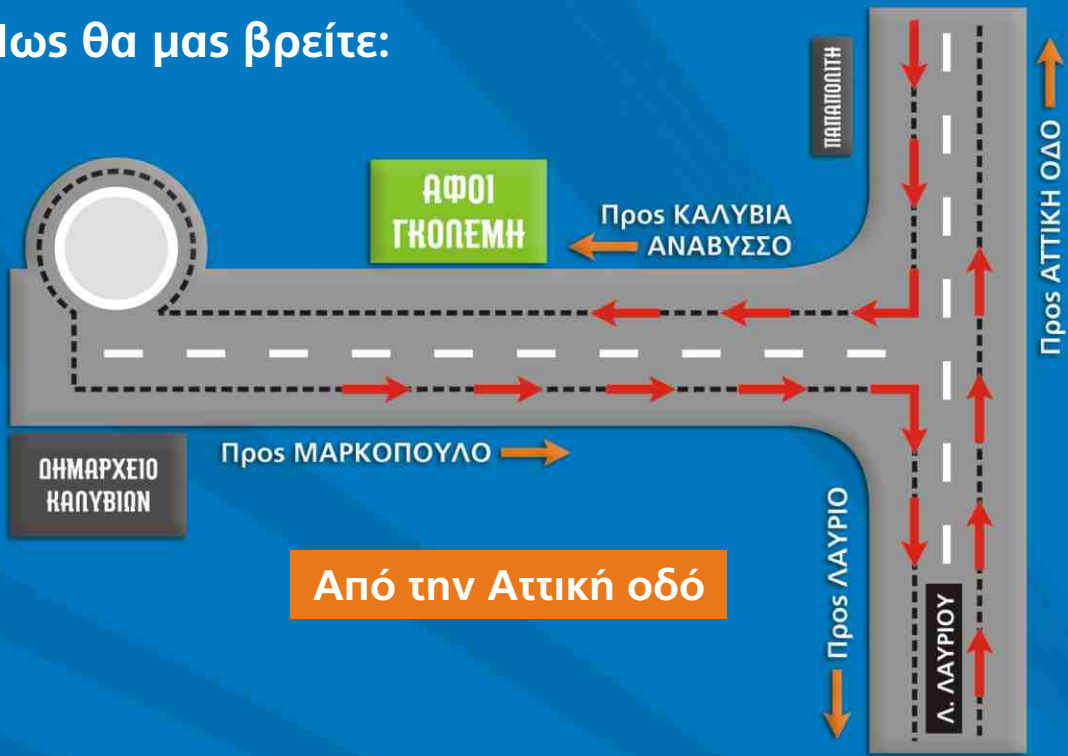 Πως θα μας βρείτε:
ΠΑΠΑΠΟΛΙΤΗ
ΑΦΟΙ
ΓΚΟΛΕΜΗ
Προς ΚΑΛΥΒΙΑ
ΑΝΑΒΥΣΣΟ
Προς ΑΤΤΙΚΗ ΟΔΟ
Προς ΜΑΡΚΟΠΟΥΛΟ
ΔΗΜΑΡΧΕΙΟ
ΚΑΛΥΒΙΩΝ
Από την Αττική οδό
Προς ΛΑΥΡΙΟ
Λ. ΛΑΥΡΙΟΥ